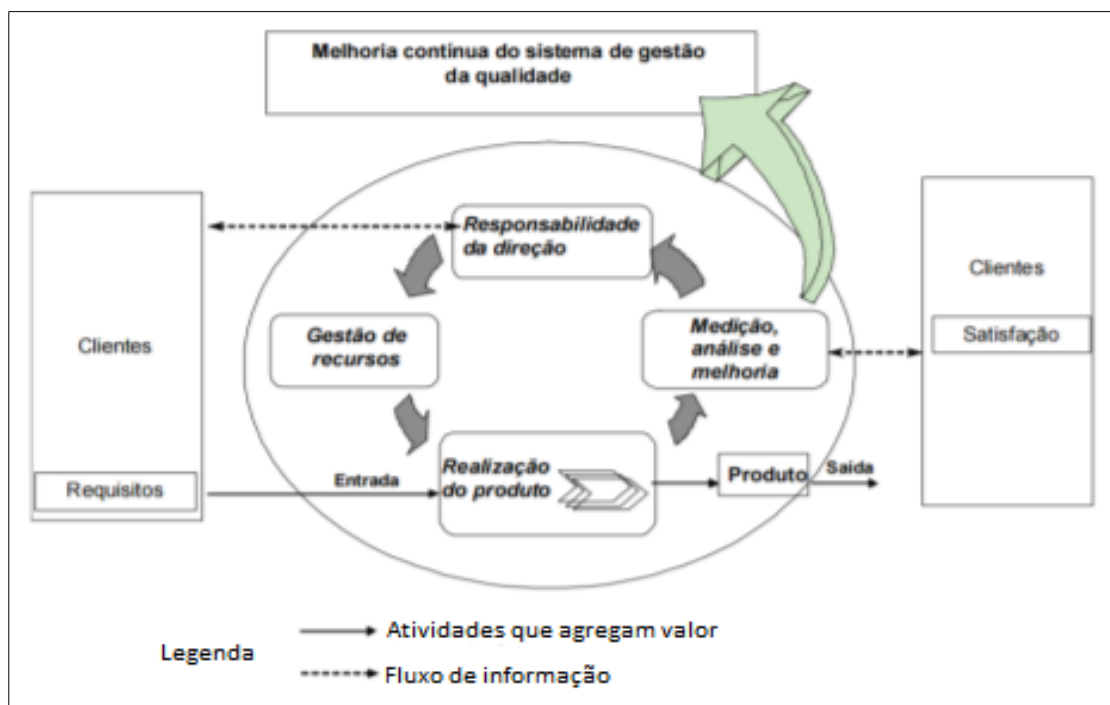 Melhoria contínua do sistema de gestão
da qualidade
Responsabilidade
da direção
Clientes
Gestão de
recursos
Medição,
análise e
melhoria
Clientes
Satisfação
Requisitos
Entrada
Realização
do produto
Produto
Saída
Legenda
Atividades que agregam valor
Fluxo de informação